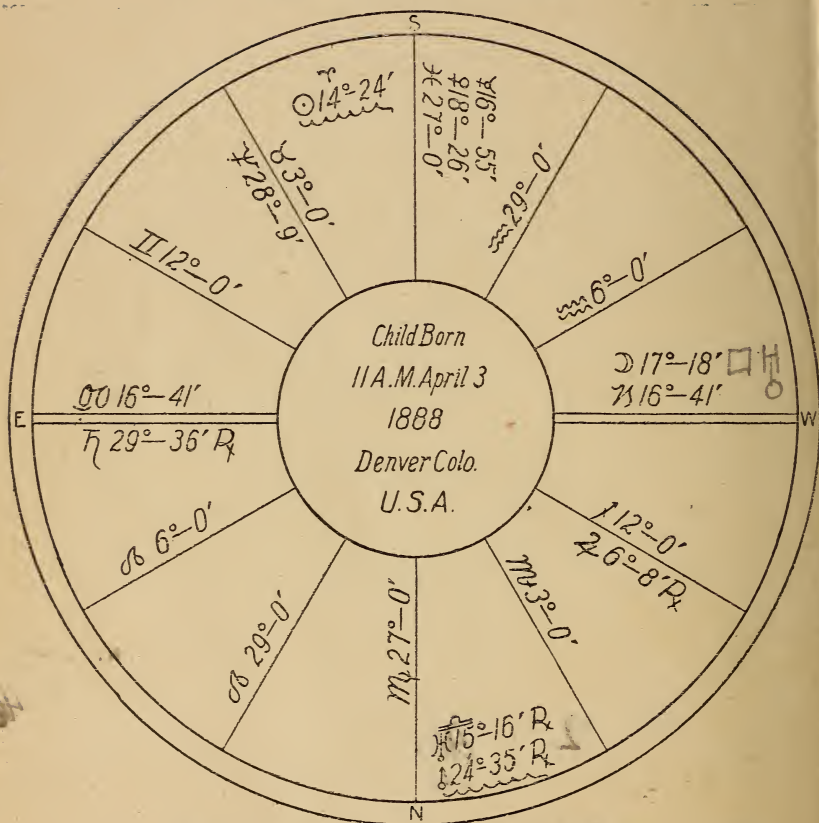 S
♈
☉14°–24'
☿16°–55'
♀18°–26'
♓27°–0'
♒29°–0'
♉3°–0'
♆28°–9'
♊12°–0'
♒6°–0'
Child Born
11 A.M. April 3
1888
Denver Colo.
U.S.A.
☽17°–18' □ ♅
♑16°–41'
♋16°–41'
E
W
♄29°–36' ℞
♌6°–0'
♌29°–0'
♍27°–0'
♐12°–0'
♃6°–8' ℞
♏3°–0'
♎
♅15°–16' ℞
♂24°–35' ℞
N